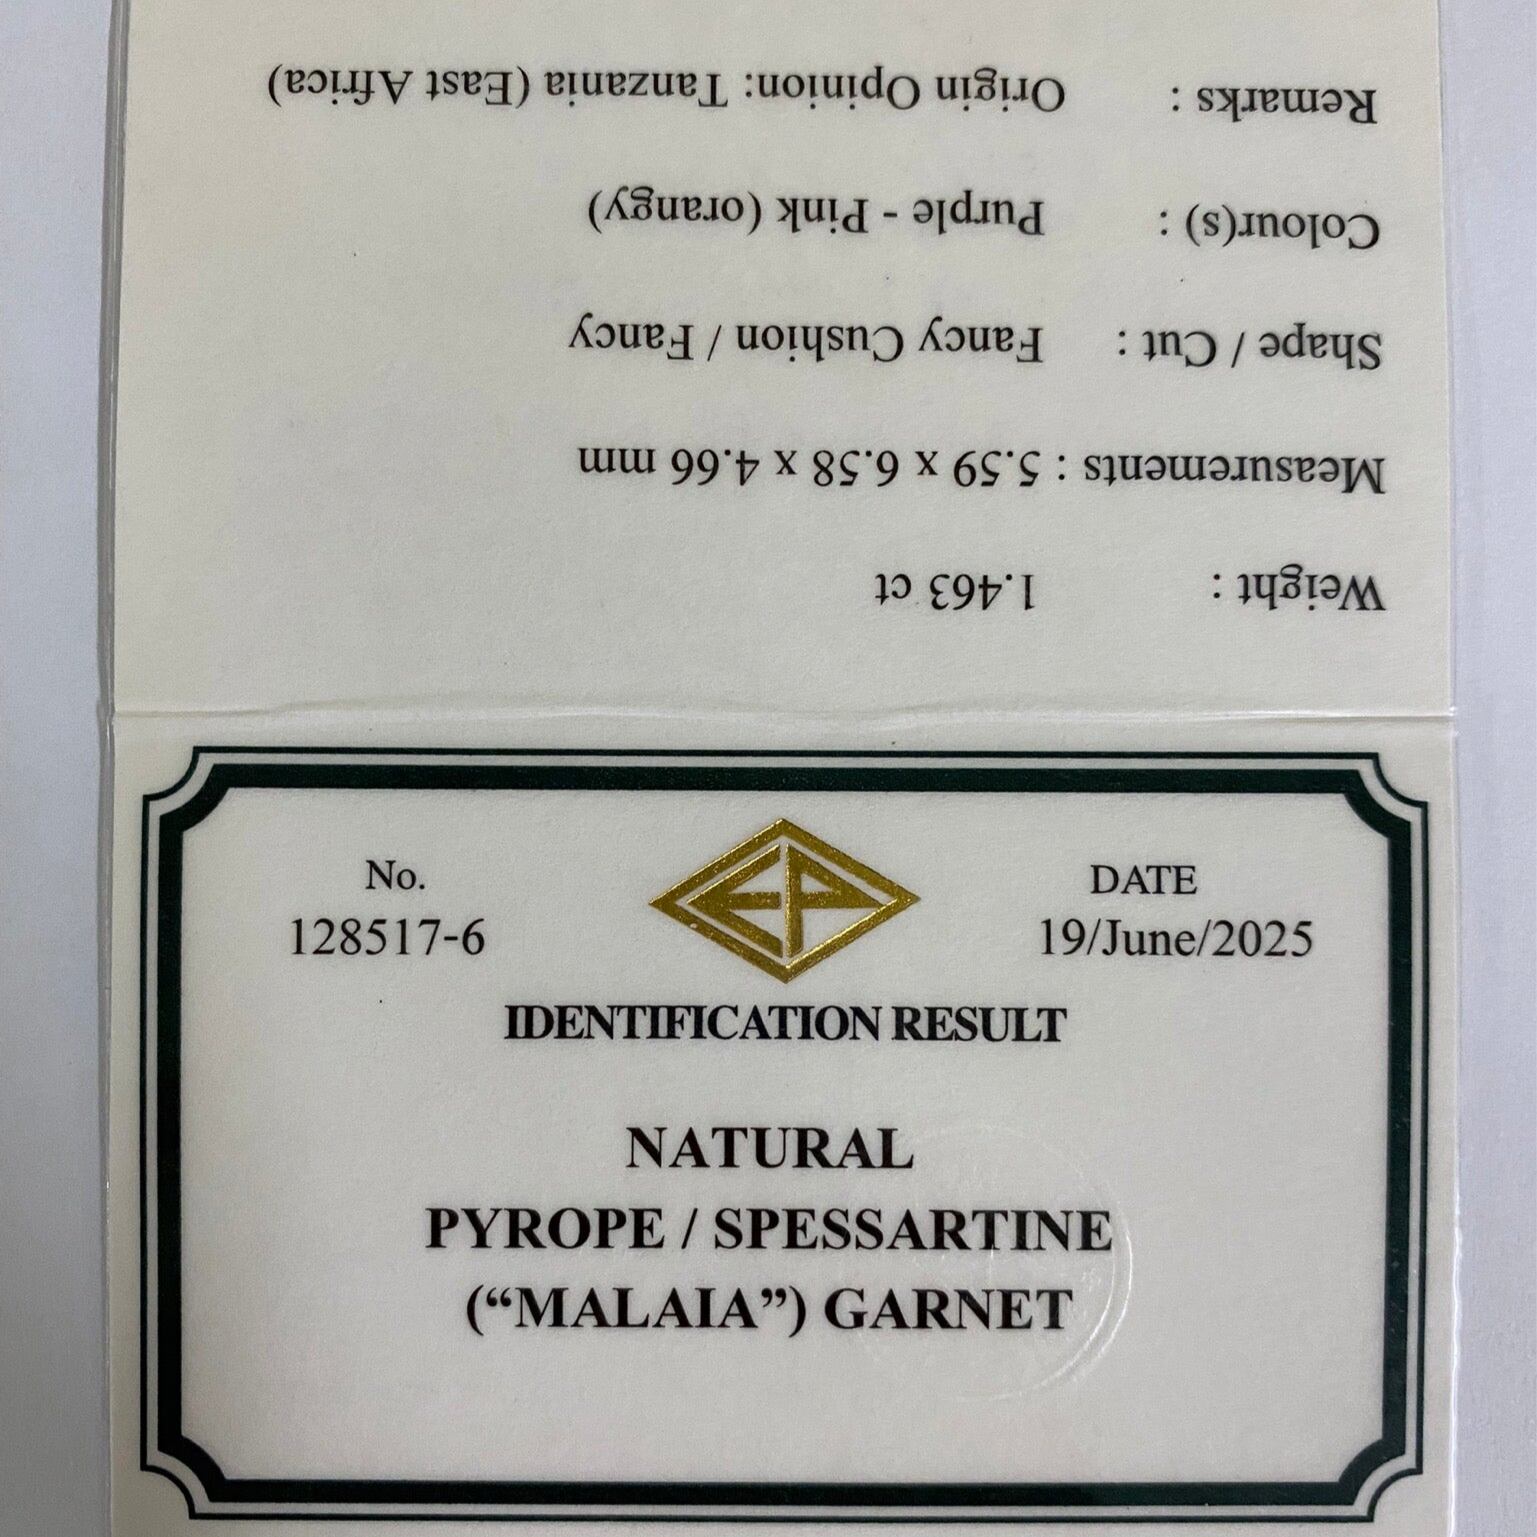 Weight : 1.463 ct
Measurements : 5.59 x 6.58 x 4.66 mm
Shape / Cut : Fancy Cushion / Fancy
Colour(s) : Purple - Pink (orangy)
Remarks : Origin Opinion: Tanzania (East Africa)
No.
128517-6
EP
DATE
19/June/2025
IDENTIFICATION RESULT
NATURAL
PYROPE / SPESSARTINE
(“MALAIA”) GARNET